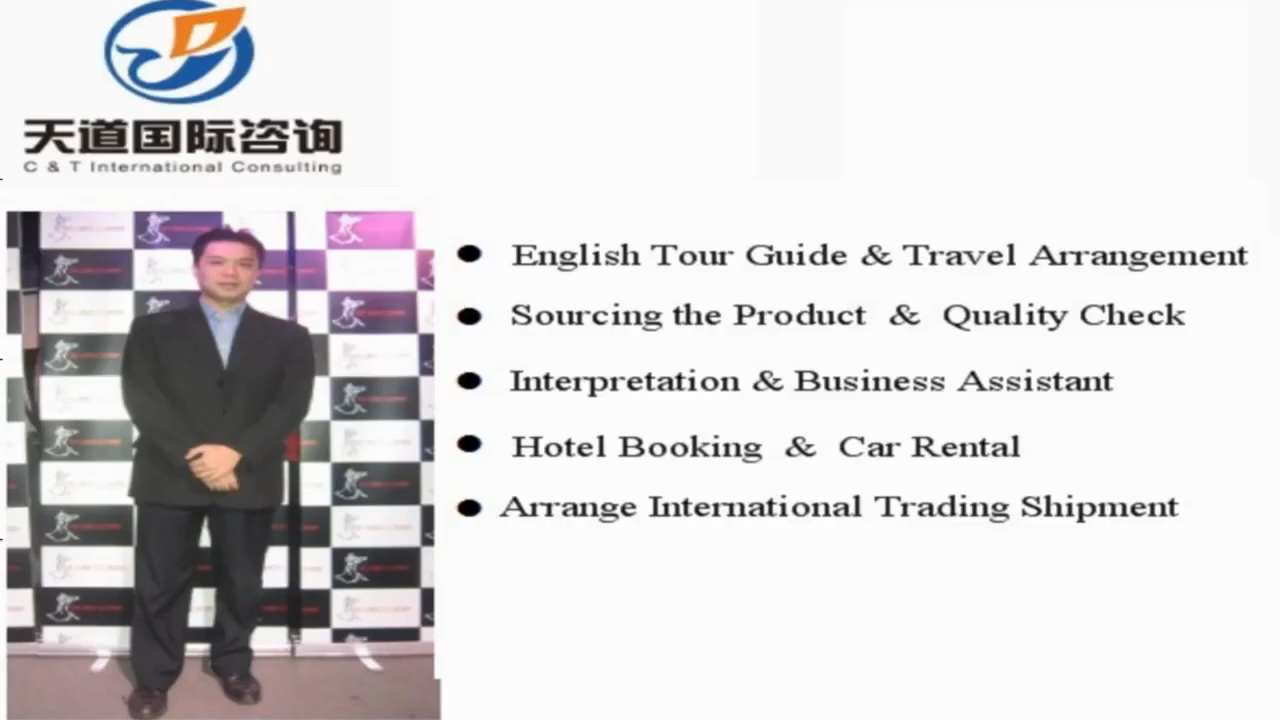 天道国际咨询
C & T International Consulting
English Tour Guide & Travel Arrangement
Sourcing the Product & Quality Check
Interpretation & Business Assistant
Hotel Booking & Car Rental
Arrange International Trading Shipment